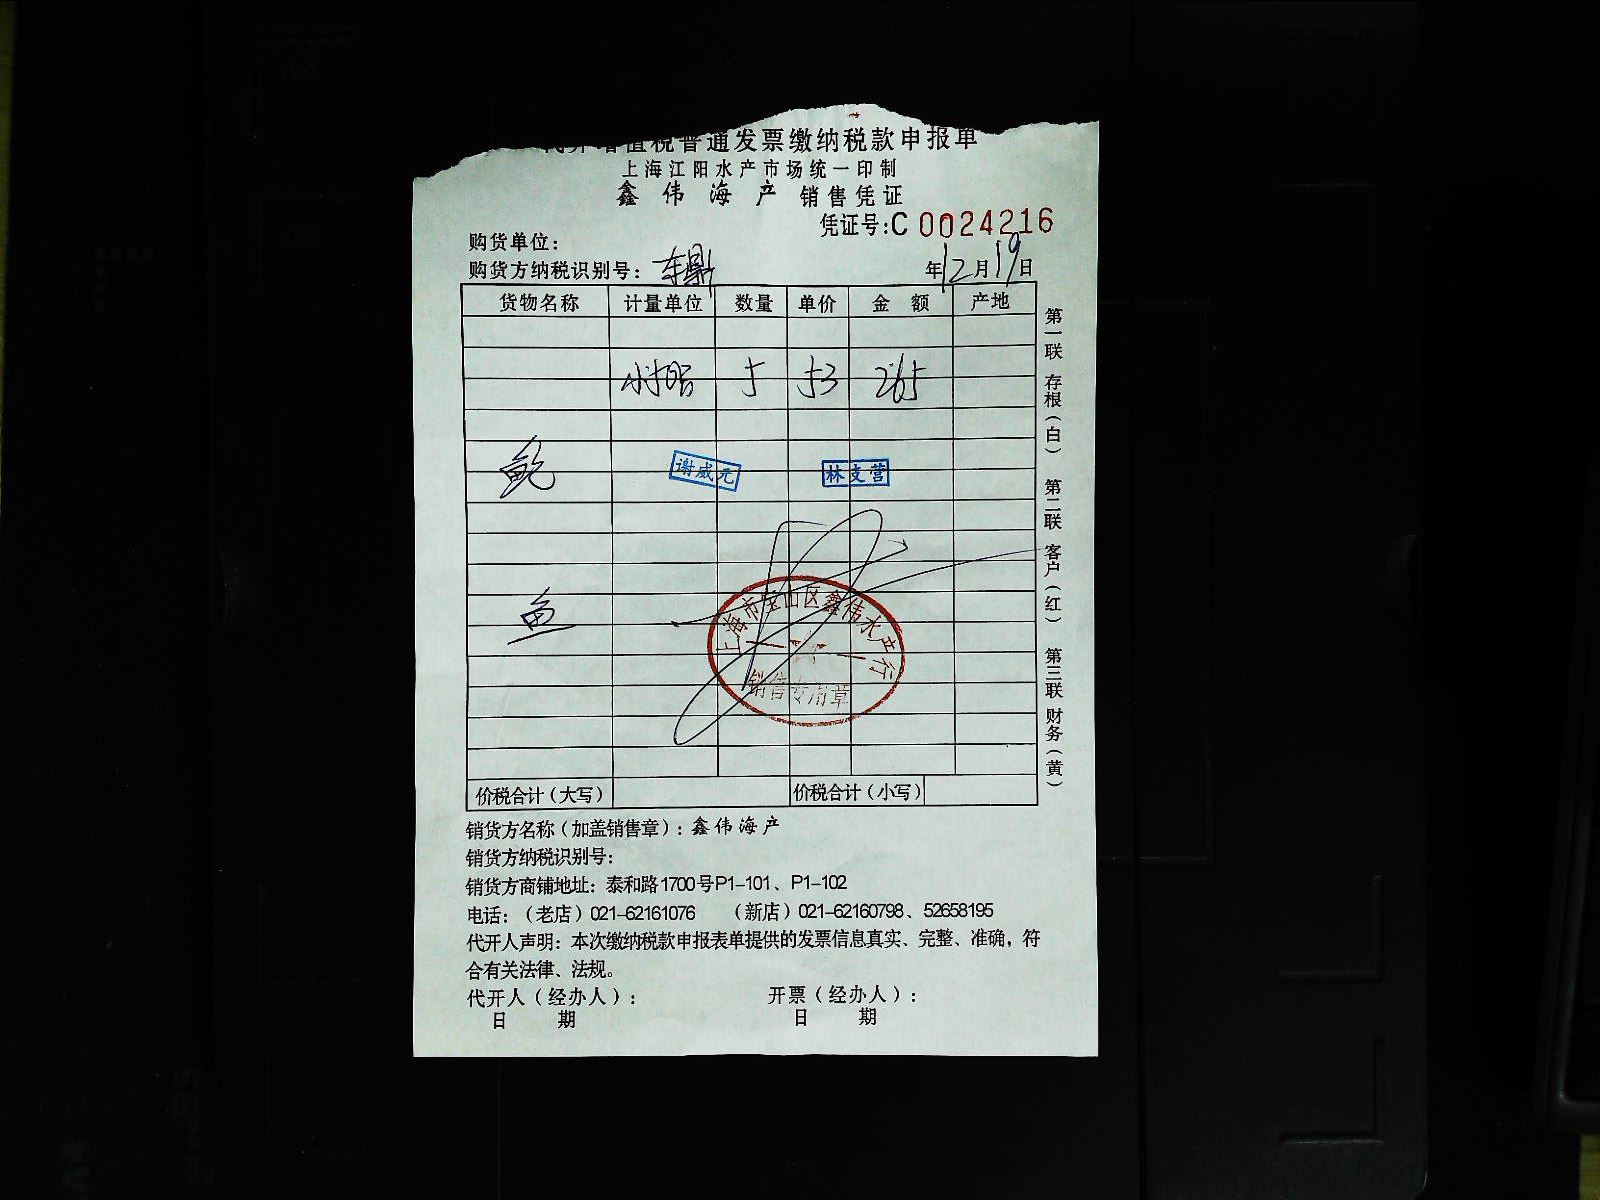 增值税普通发票缴纳税款申报单
上海江阳水产市场统一印制
鑫伟海产 销售凭证
凭证号:C 0024216
购货单位:
购货方纳税识别号: 年12月19日
货物名称 计量单位 数量 单价 金 额 产地
5 53 265
鲍
谢成元 林支营
鱼
上海市宝山区鑫伟水产行
销售专用章
价税合计(大写) 价税合计(小写)
第一联 存根(白) 第二联 客户(红) 第三联 财务(黄)
销货方名称(加盖销售章):鑫伟海产
销货方纳税识别号:
销货方商铺地址:泰和路1700号P1-101、P1-102
电话:(老店)021-62161076 (新店)021-62160798、52658195
代开人声明:本次缴纳税款申报表单提供的发票信息真实、完整、准确,符
合有关法律、法规。
代开人(经办人): 开票(经办人):
日 期 日 期